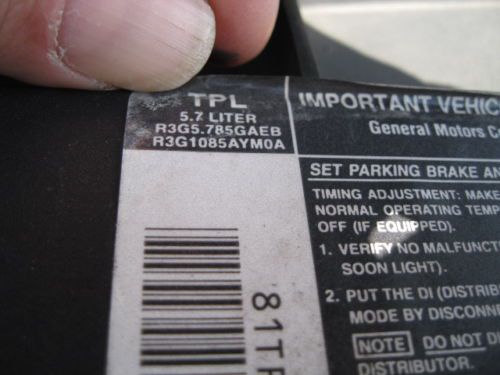 TPL
5.7 LITER
R3G5.785GAEB
R3G1085AYM0A
81T
IMPORTANT VEHIC
General Motors C
SET PARKING BRAKE AN
TIMING ADJUSTMENT: MAKE
NORMAL OPERATING TEMP
OFF (IF EQUIPPED).
1. VERIFY NO MALFUNCT
SOON LIGHT).
2. PUT THE DI (DISTRIB
MODE BY DISCONNE
NOTE DO NOT DI
DISTRIBUTOR.